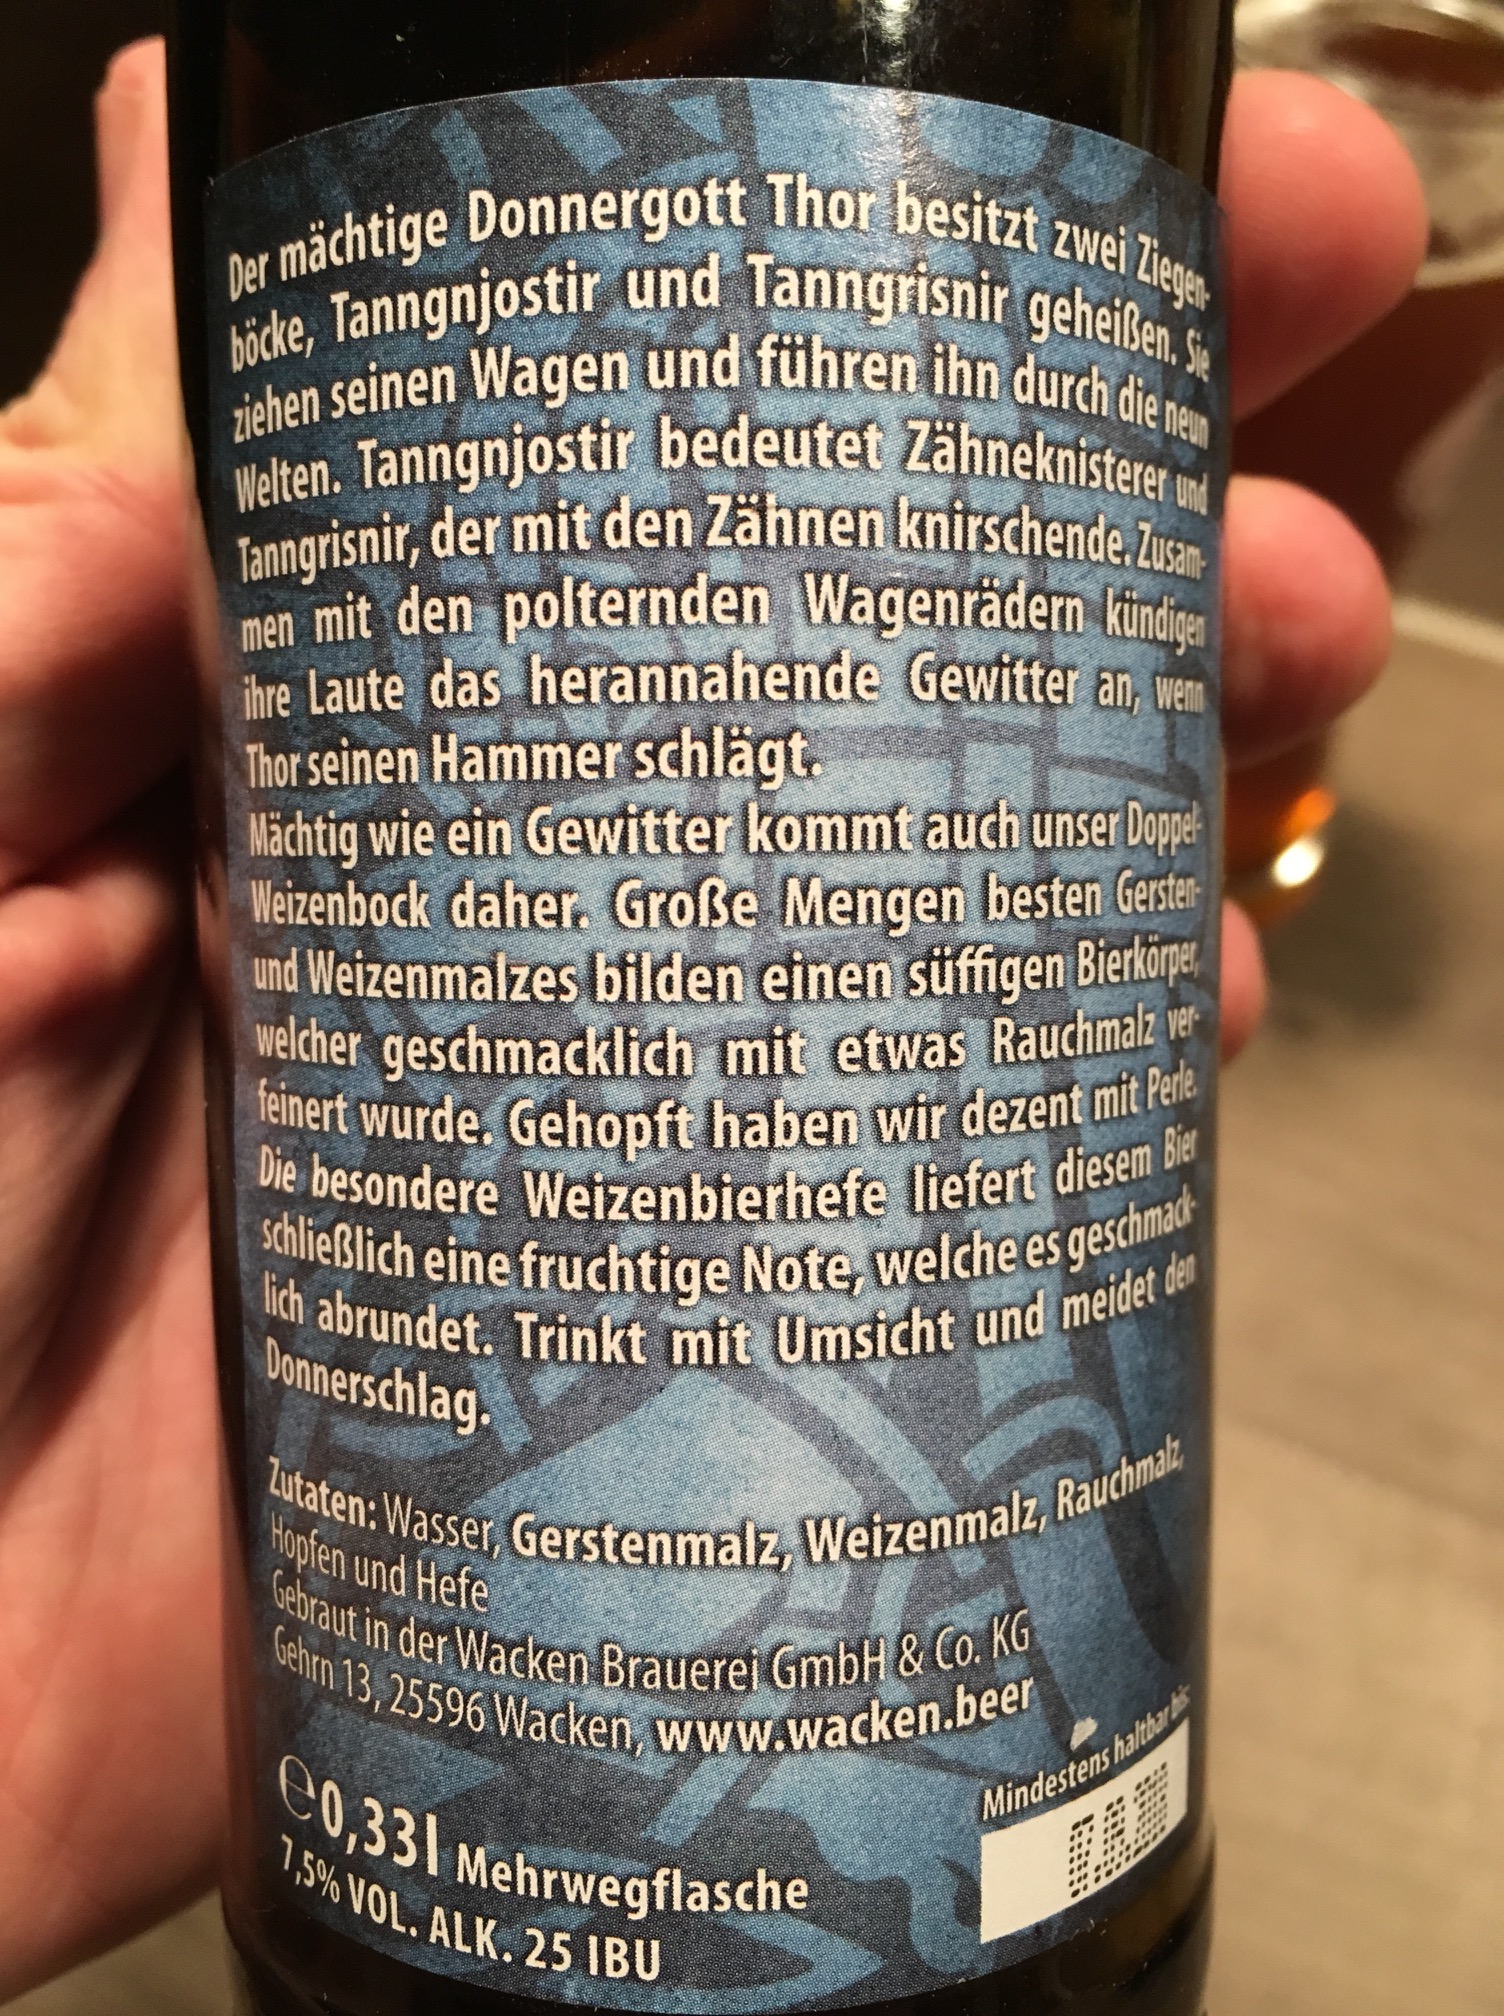 Der mächtige Donnergott Thor besitzt zwei Ziegen-
böcke, Tanngnjostir und Tanngrisnir geheißen. Sie
ziehen seinen Wagen und führen ihn durch die neun
Welten. Tanngnjostir bedeutet Zähneknisterer und
Tanngrisnir, der mit den Zähnen knirschende. Zusam-
men mit den polternden Wagenrädern kündigen
ihre Laute das herannahende Gewitter an, wenn
Thor seinen Hammer schlägt.
Mächtig wie ein Gewitter kommt auch unser Doppel-
Weizenbock daher. Große Mengen besten Gersten-
und Weizenmalzes bilden einen süffigen Bierkörper,
welcher geschmacklich mit etwas Rauchmalz ver-
feinert wurde. Gehopft haben wir dezent mit Perle.
Die besondere Weizenbierhefe liefert diesem Bier
schließlich eine fruchtige Note, welche es geschmack-
lich abrundet. Trinkt mit Umsicht und meidet den
Donnerschlag.
Zutaten: Wasser, Gerstenmalz, Weizenmalz, Rauchmalz,
Hopfen und Hefe
Gebraut in der Wacken Brauerei GmbH & Co. KG
Gehrn 13, 25596 Wacken, www.wacken.beer
Mindestens haltbar bis:
℮0,33l Mehrwegflasche
7,5% VOL. ALK. 25 IBU